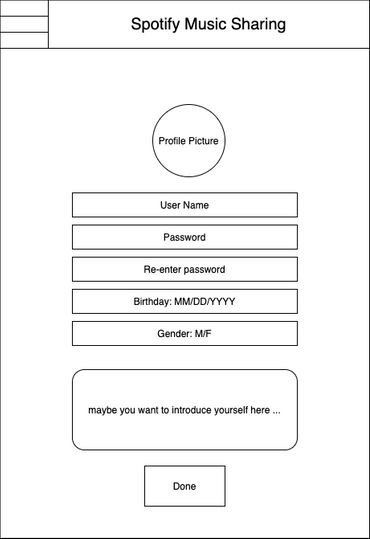 Spotify Music Sharing
Profile Picture
User Name
Password
Re-enter password
Birthday: MM/DD/YYYY
Gender: M/F
maybe you want to introduce yourself here ...
Done